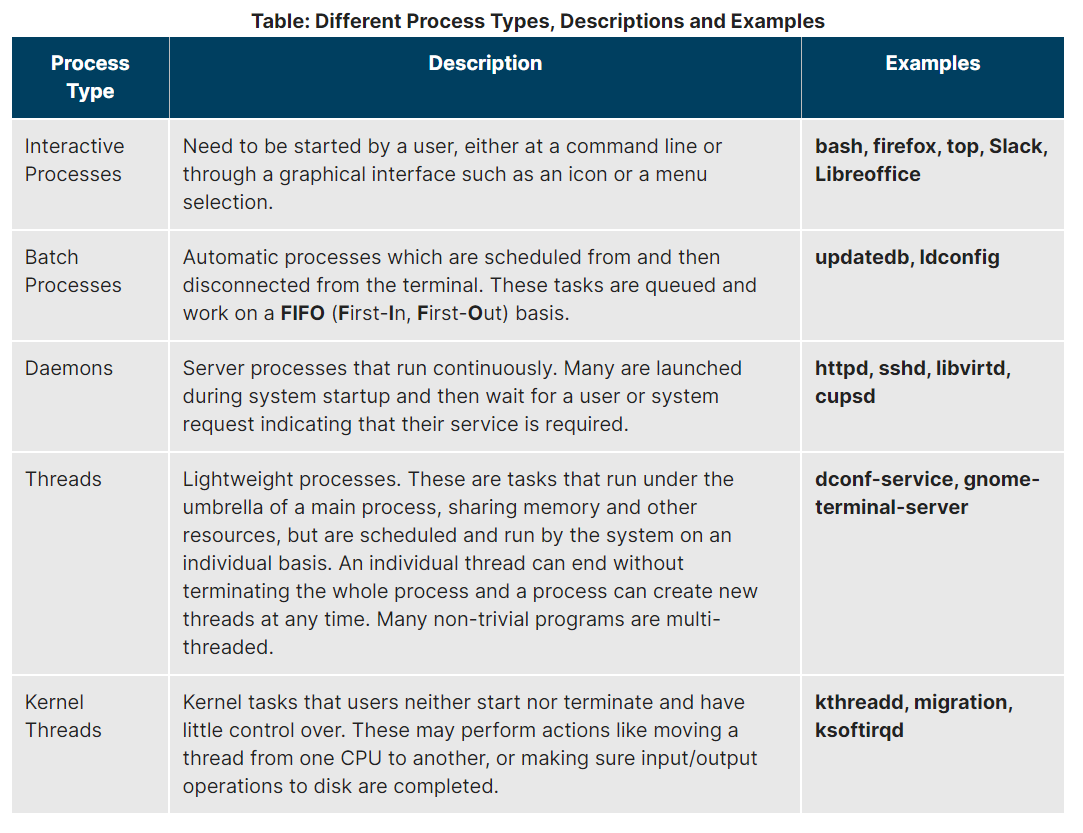 Table: Different Process Types, Descriptions and Examples
Process
Type
Description
Examples
Interactive
Processes
Need to be started by a user, either at a command line or
through a graphical interface such as an icon or a menu
selection.
bash, firefox, top, Slack,
Libreoffice
Batch
Processes
Automatic processes which are scheduled from and then
disconnected from the terminal. These tasks are queued and
work on a FIFO (First-In, First-Out) basis.
updatedb, ldconfig
Daemons
Server processes that run continuously. Many are launched
during system startup and then wait for a user or system
request indicating that their service is required.
httpd, sshd, libvirtd,
cupsd
Threads
Lightweight processes. These are tasks that run under the
umbrella of a main process, sharing memory and other
resources, but are scheduled and run by the system on an
individual basis. An individual thread can end without
terminating the whole process and a process can create new
threads at any time. Many non-trivial programs are multi-
threaded.
dconf-service, gnome-
terminal-server
Kernel
Threads
Kernel tasks that users neither start nor terminate and have
little control over. These may perform actions like moving a
thread from one CPU to another, or making sure input/output
operations to disk are completed.
kthreadd, migration,
ksoftirqd